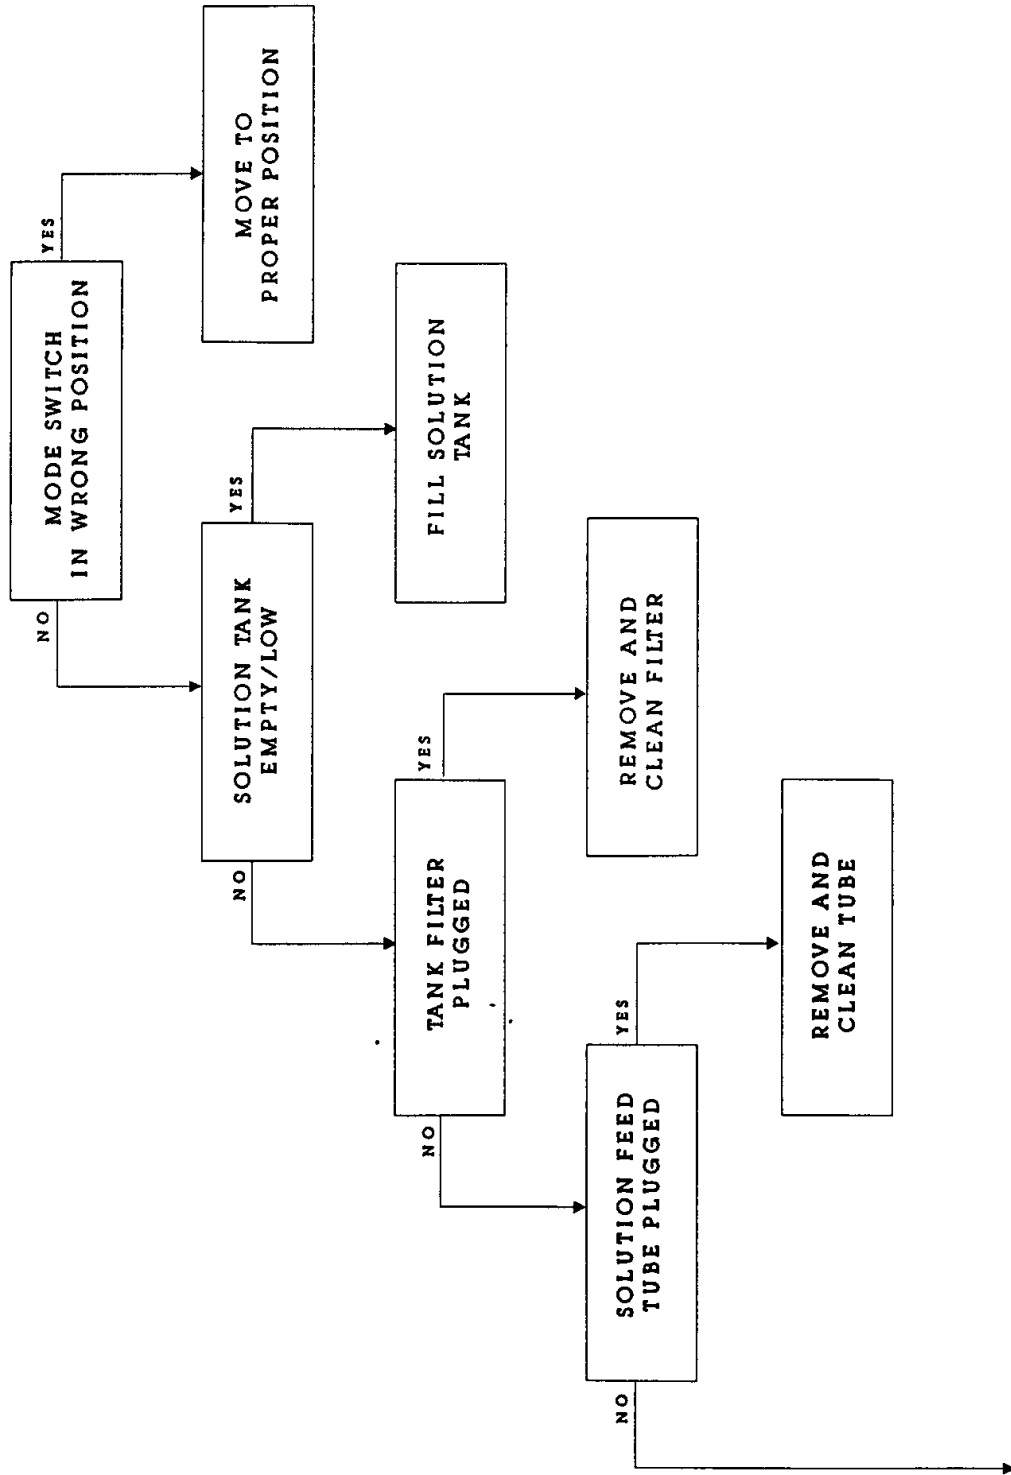 MODE SWITCH
IN WRONG POSITION
NO
YES
SOLUTION TANK
EMPTY/LOW
MOVE TO
PROPER POSITION
NO
YES
TANK FILTER
PLUGGED
FILL SOLUTION
TANK
NO
YES
SOLUTION FEED
TUBE PLUGGED
REMOVE AND
CLEAN FILTER
NO
YES
REMOVE AND
CLEAN TUBE